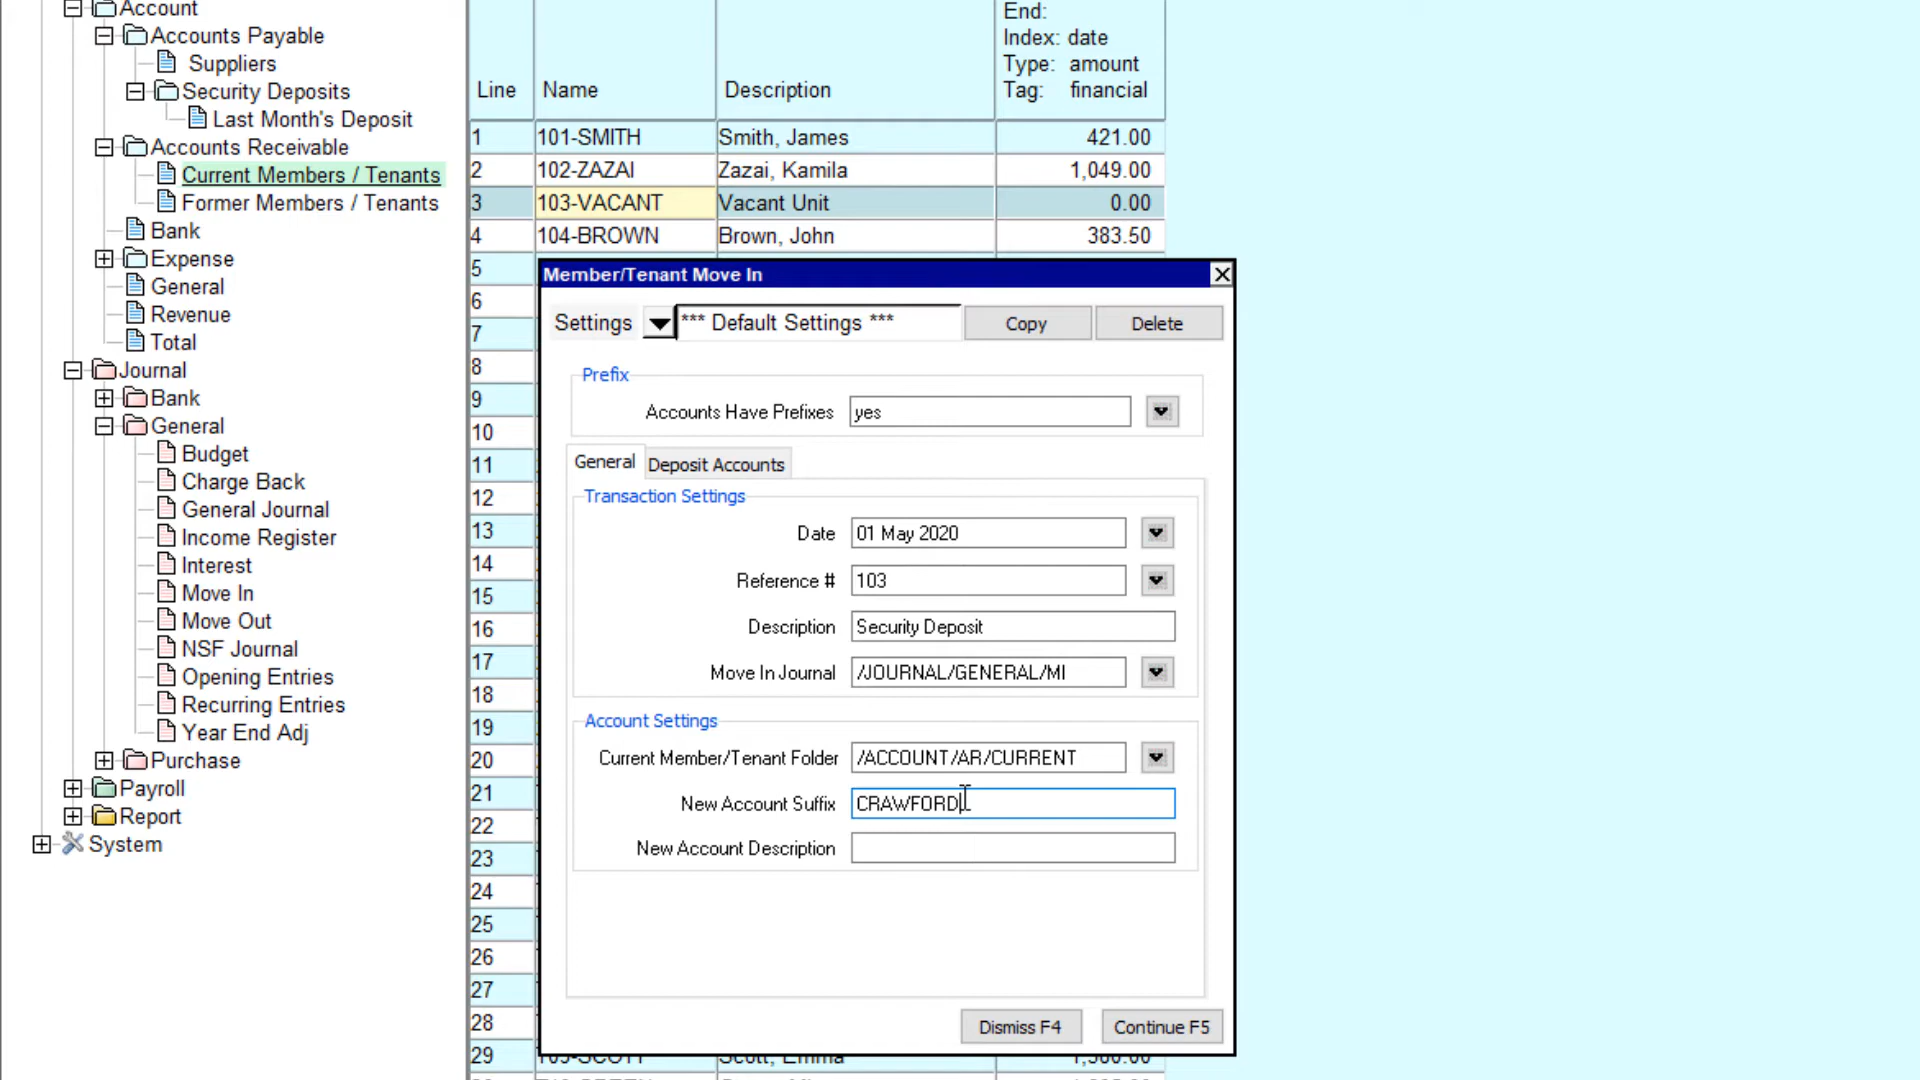 Account
Accounts Payable
Suppliers
Security Deposits
Last Month's Deposit
Accounts Receivable
Current Members / Tenants
Former Members / Tenants
Bank
Expense
General
Revenue
Total
Journal
Bank
General
Budget
Charge Back
General Journal
Income Register
Interest
Move In
Move Out
NSF Journal
Opening Entries
Recurring Entries
Year End Adj
Purchase
Payroll
Report
System
End:
Index: date
Type: amount
Line Name Description Tag: financial
1 101-SMITH Smith, James 421.00
2 102-ZAZAI Zazai, Kamila 1,049.00
3 103-VACANT Vacant Unit 0.00
4 104-BROWN Brown, John 383.50
5
6
7
8
9
10
11
12
13
14
15
16
17
18
19
20
21
22
23
24
25
26
27
28
29
Member/Tenant Move In
Settings *** Default Settings *** Copy Delete
Prefix
Accounts Have Prefixes yes
General Deposit Accounts
Transaction Settings
Date 01 May 2020
Reference # 103
Description Security Deposit
Move In Journal /JOURNAL/GENERAL/MI
Account Settings
Current Member/Tenant Folder /ACCOUNT/AR/CURRENT
New Account Suffix CRAWFORD
New Account Description
Dismiss F4 Continue F5